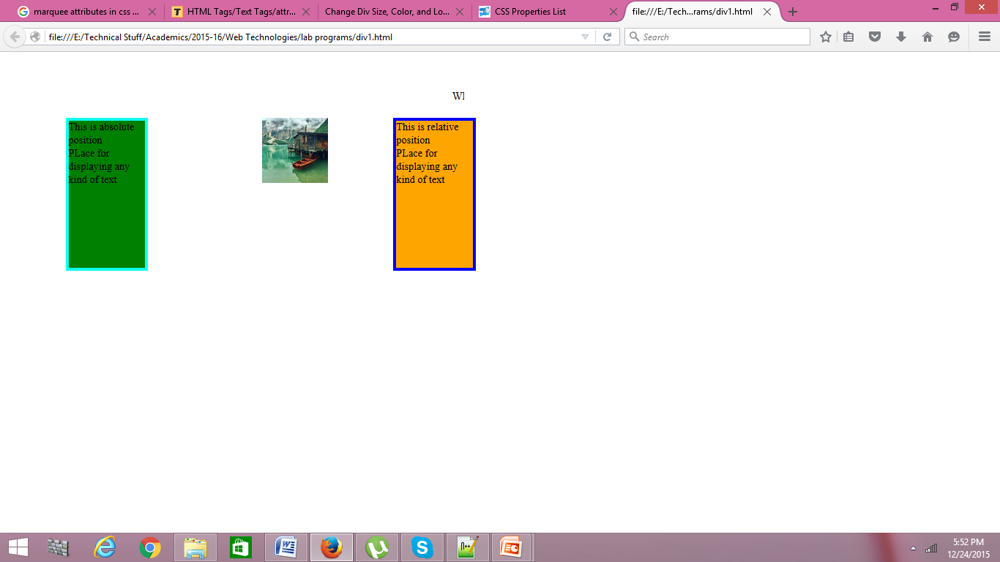 marquee attributes in css ...
HTML Tags/Text Tags/attr...
Change Div Size, Color, and Lo...
CSS Properties List
file:///E:/Tech...rams/div1.html
file:///E:/Technical Stuff/Academics/2015-16/Web Technologies/lab programs/div1.html
Search
This is absolute
position
PLace for
displaying any
kind of text
This is relative
position
PLace for
displaying any
kind of text
5:52 PM
12/24/2015